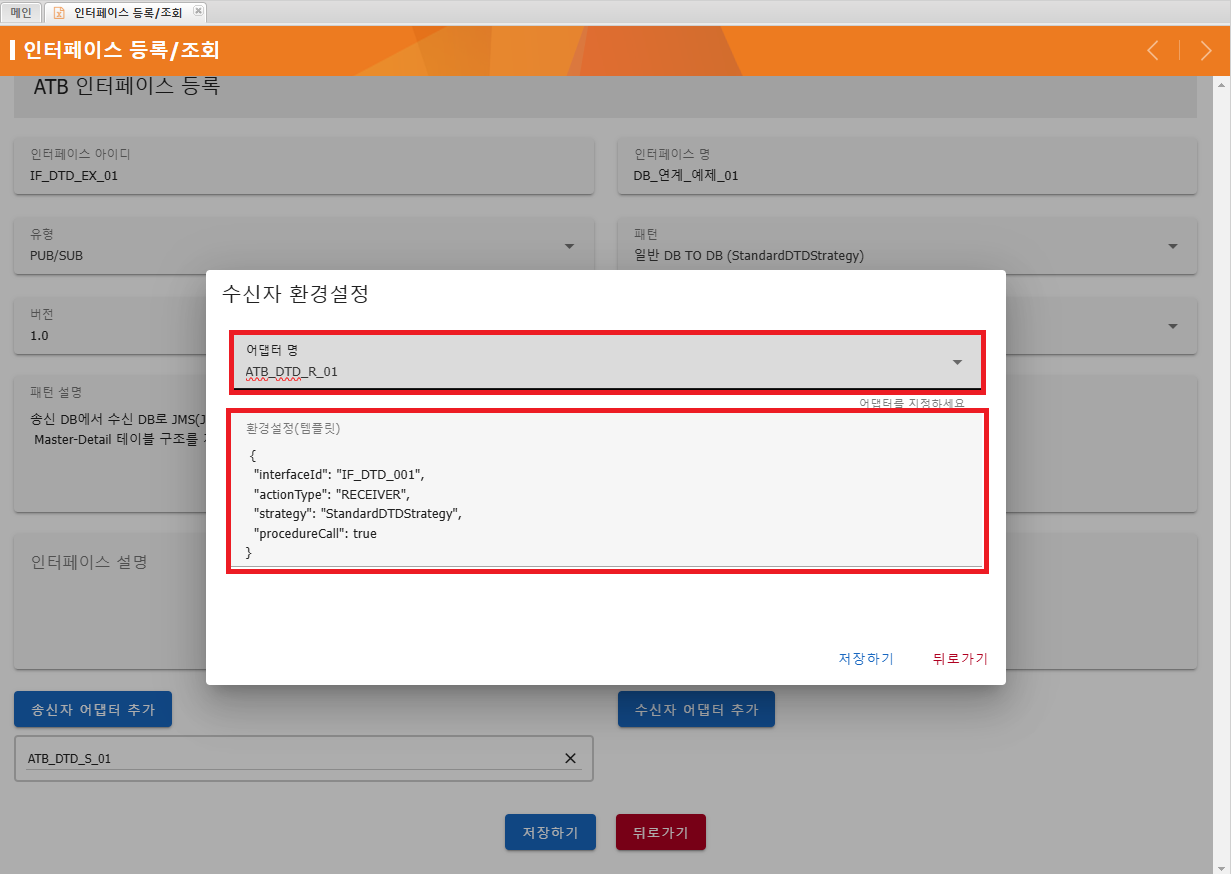 메인
인터페이스 등록/조회
인터페이스 등록/조회
ATB 인터페이스 등록
인터페이스 아이디
IF_DTD_EX_01
인터페이스 명
DB_연계_예제_01
유형
PUB/SUB
패턴
일반 DB TO DB (StandardDTDStrategy)
버전
1.0
패턴 설명
송신 DB에서 수신 DB로 JMS(J
Master-Detail 테이블 구조를
인터페이스 설명
수신자 환경설정
어댑터 명
ATB_DTD_R_01
어댑터를 지정하세요
환경설정(템플릿)
{
"interfaceId": "IF_DTD_001",
"actionType": "RECEIVER",
"strategy": "StandardDTDStrategy",
"procedureCall": true
}
저장하기
뒤로가기
송신자 어댑터 추가
수신자 어댑터 추가
ATB_DTD_S_01
저장하기
뒤로가기